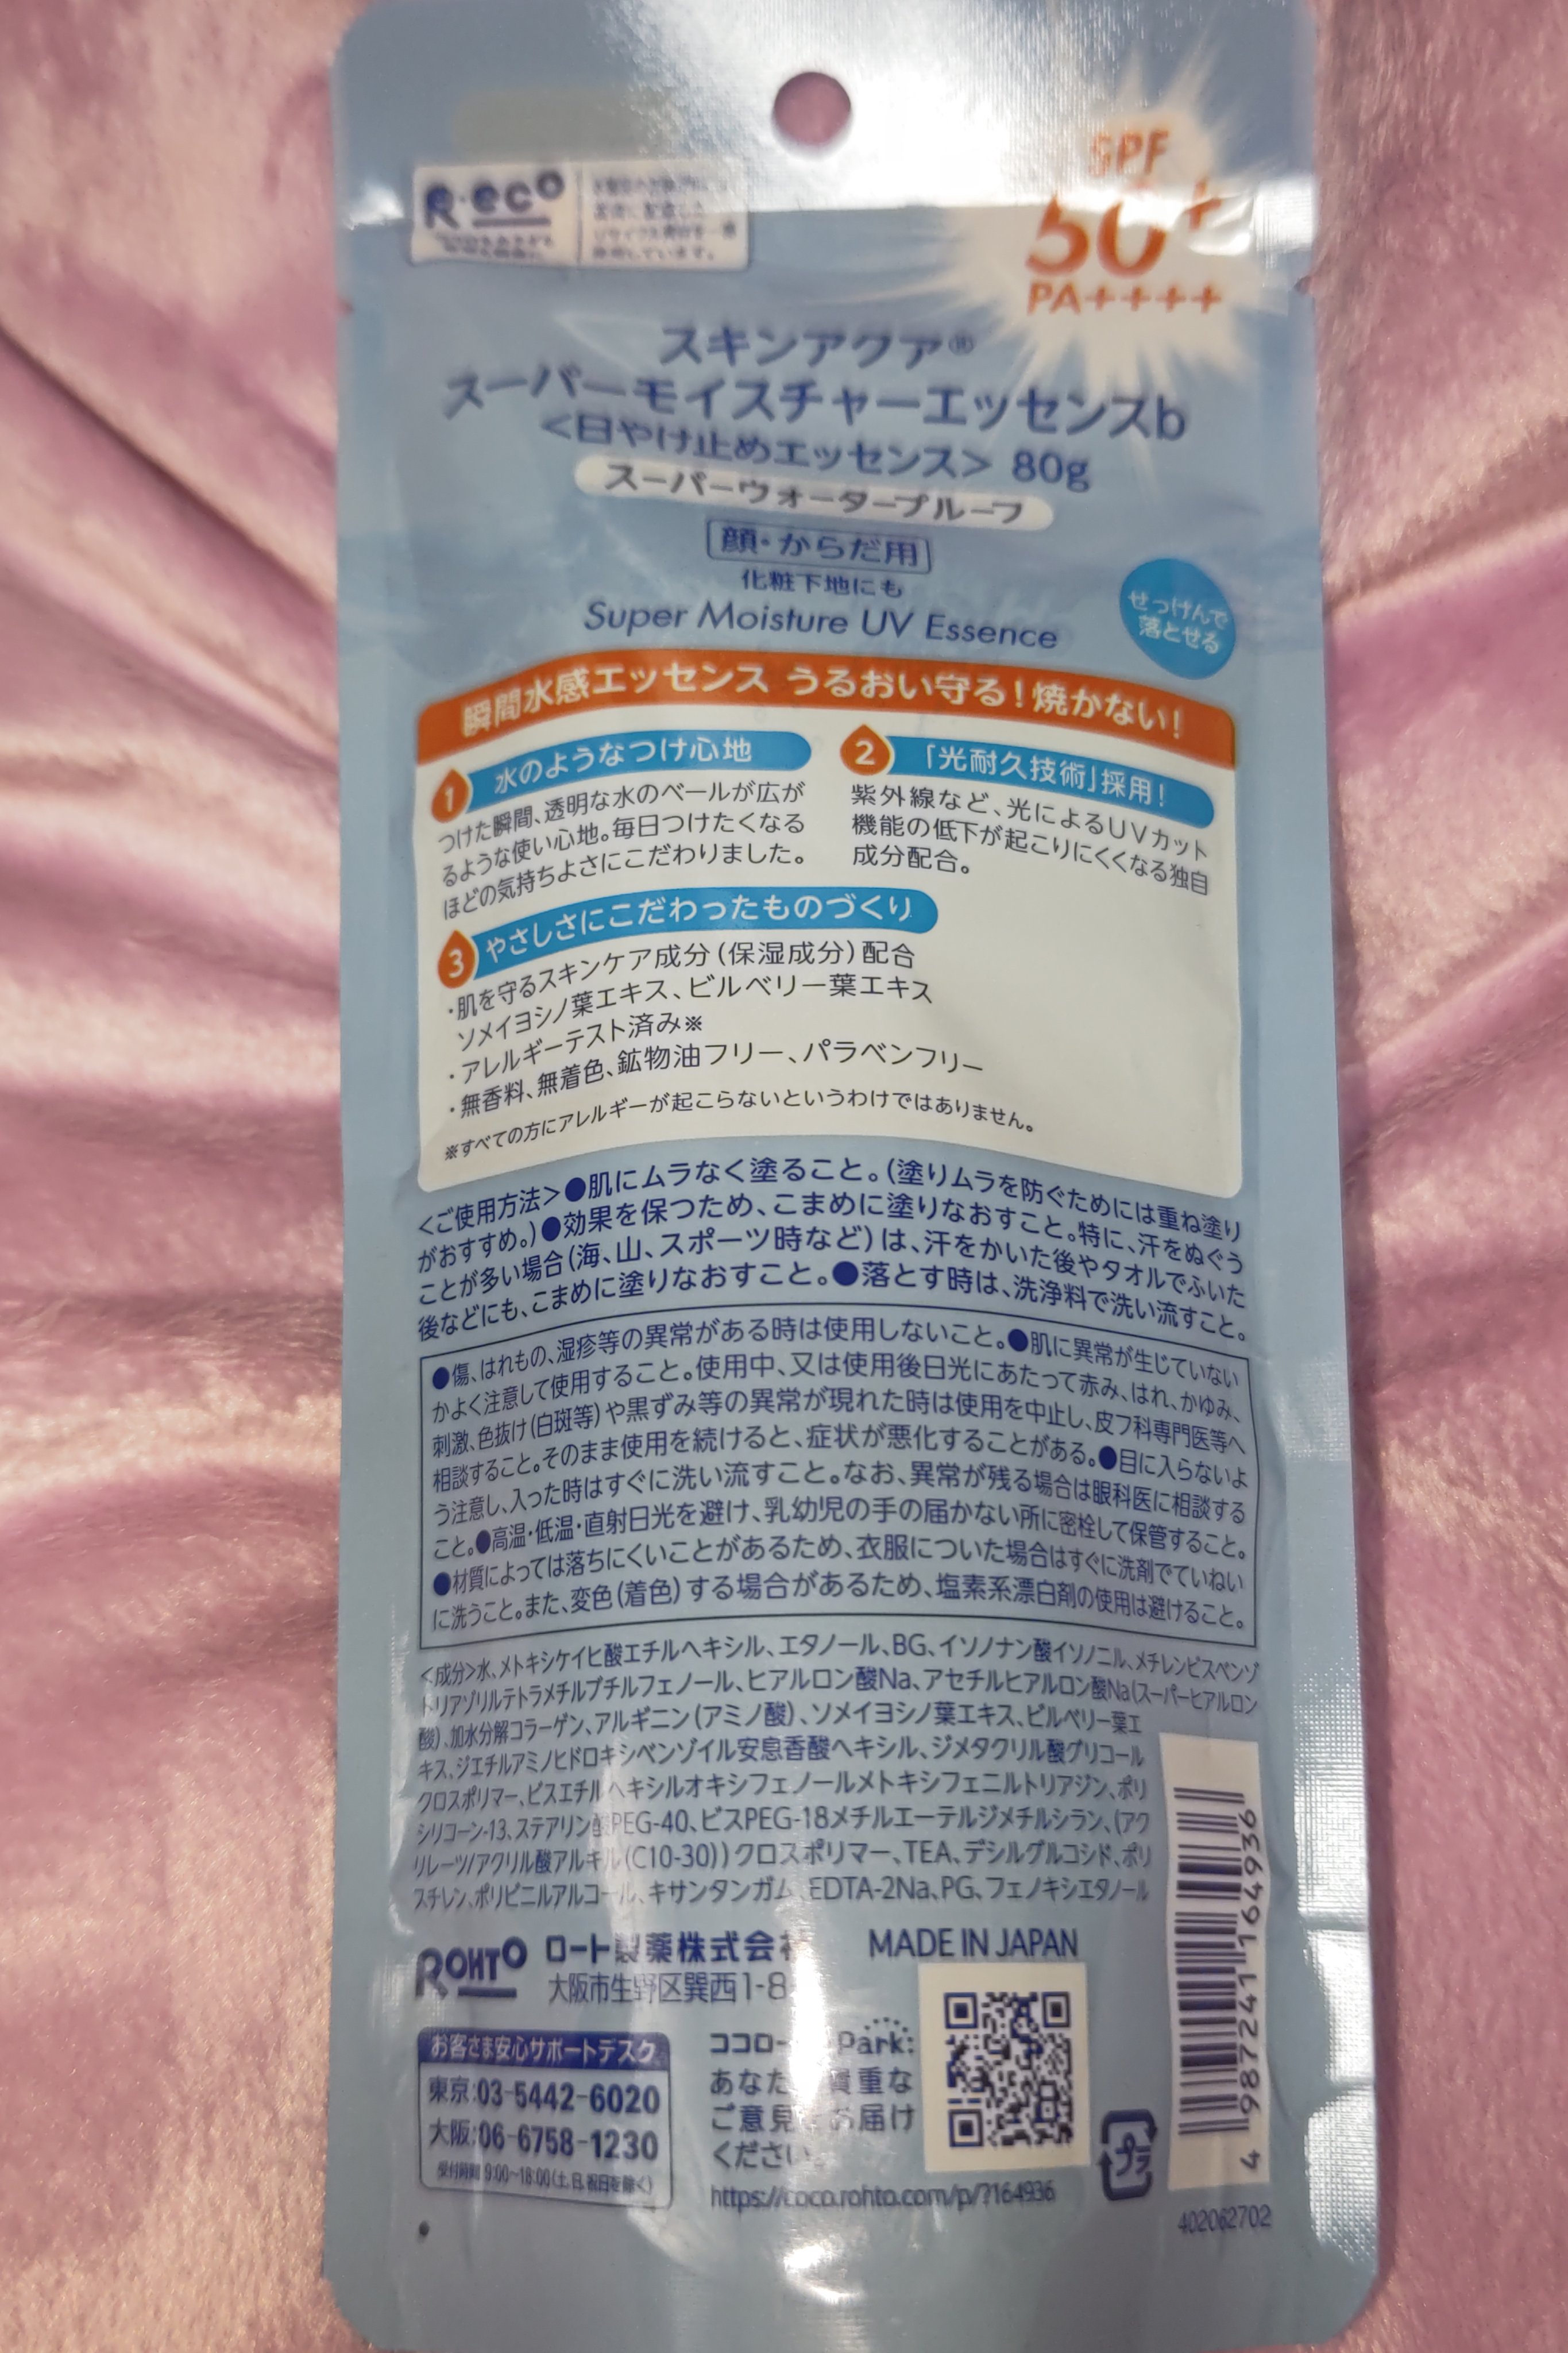 R·eco
リサイクル素材を一部
使用しています。
SPF
50+
PA++++
スキンアクア®
スーパーモイスチャーエッセンスb
<日やけ止めエッセンス> 80g
スーパーウォータープルーフ
顔・からだ用
化粧下地にも
Super Moisture UV Essence
せっけんで
落とせる
瞬間水感エッセンス うるおい守る!焼かない!
1 水のようなつけ心地
つけた瞬間、透明な水のベールが広が
るような使い心地。毎日つけたくなる
ほどの気持ちよさにこだわりました。
2 「光耐久技術」採用!
紫外線など、光によるUVカット
機能の低下が起こりにくくなる独自
成分配合。
3 やさしさにこだわったものづくり
・肌を守るスキンケア成分(保湿成分)配合
ソメイヨシノ葉エキス、ビルベリー葉エキス
・アレルギーテスト済み※
・無香料、無着色、鉱物油フリー、パラベンフリー
※すべての方にアレルギーが起こらないというわけではありません。
<ご使用方法>●肌にムラなく塗ること。(塗りムラを防ぐためには重ね塗り
がおすすめ。)●効果を保つため、こまめに塗りなおすこと。特に、汗をぬぐう
ことが多い場合(海、山、スポーツ時など)は、汗をかいた後やタオルでふいた
後などにも、こまめに塗りなおすこと。●落とす時は、洗浄料で洗い流すこと。
●傷、はれもの、湿疹等の異常がある時は使用しないこと。●肌に異常が生じていない
かよく注意して使用すること。使用中、又は使用後日光にあたって赤み、はれ、かゆみ、
刺激、色抜け(白斑等)や黒ずみ等の異常が現れた時は使用を中止し、皮フ科専門医等へ
相談すること。そのまま使用を続けると、症状が悪化することがある。●目に入らないよ
う注意し、入った時はすぐに洗い流すこと。なお、異常が残る場合は眼科医に相談する
こと。●高温・低温・直射日光を避け、乳幼児の手の届かない所に密栓して保管すること。
●材質によっては落ちにくいことがあるため、衣服についた場合はすぐに洗剤でていねい
に洗うこと。また、変色(着色)する場合があるため、塩素系漂白剤の使用は避けること。
<成分>水、メトキシケイヒ酸エチルヘキシル、エタノール、BG、イソノナン酸イソノニル、メチレンビスベンゾ
トリアゾリルテトラメチルブチルフェノール、ヒアルロン酸Na、アセチルヒアルロン酸Na(スーパーヒアルロン
酸)、加水分解コラーゲン、アルギニン(アミノ酸)、ソメイヨシノ葉エキス、ビルベリー葉エ
キス、ジエチルアミノヒドロキシベンゾイル安息香酸ヘキシル、ジメタクリル酸グリコール
クロスポリマー、ビスエチルヘキシルオキシフェノールメトキシフェニルトリアジン、ポリ
シリコーン-13、ステアリン酸PEG-40、ビスPEG-18メチルエーテルジメチルシラン、(アク
リレーツ/アクリル酸アルキル(C10-30))クロスポリマー、TEA、デシルグルコシド、ポリ
スチレン、ポリビニルアルコール、キサンタンガム、EDTA-2Na、PG、フェノキシエタノール
ROHTO ロート製薬株式会社
大阪市生野区巽西1-8
MADE IN JAPAN
お客さま安心サポートデスク
東京:03-5442-6020
大阪:06-6758-1230
受付時間 9:00~18:00(土、日、祝日を除く)
ココロートPark:
あなたの貴重な
ご意見をお届け
ください。
https://coco.rohto.com/p/?164936
プラ
4 987241 164936
402062702